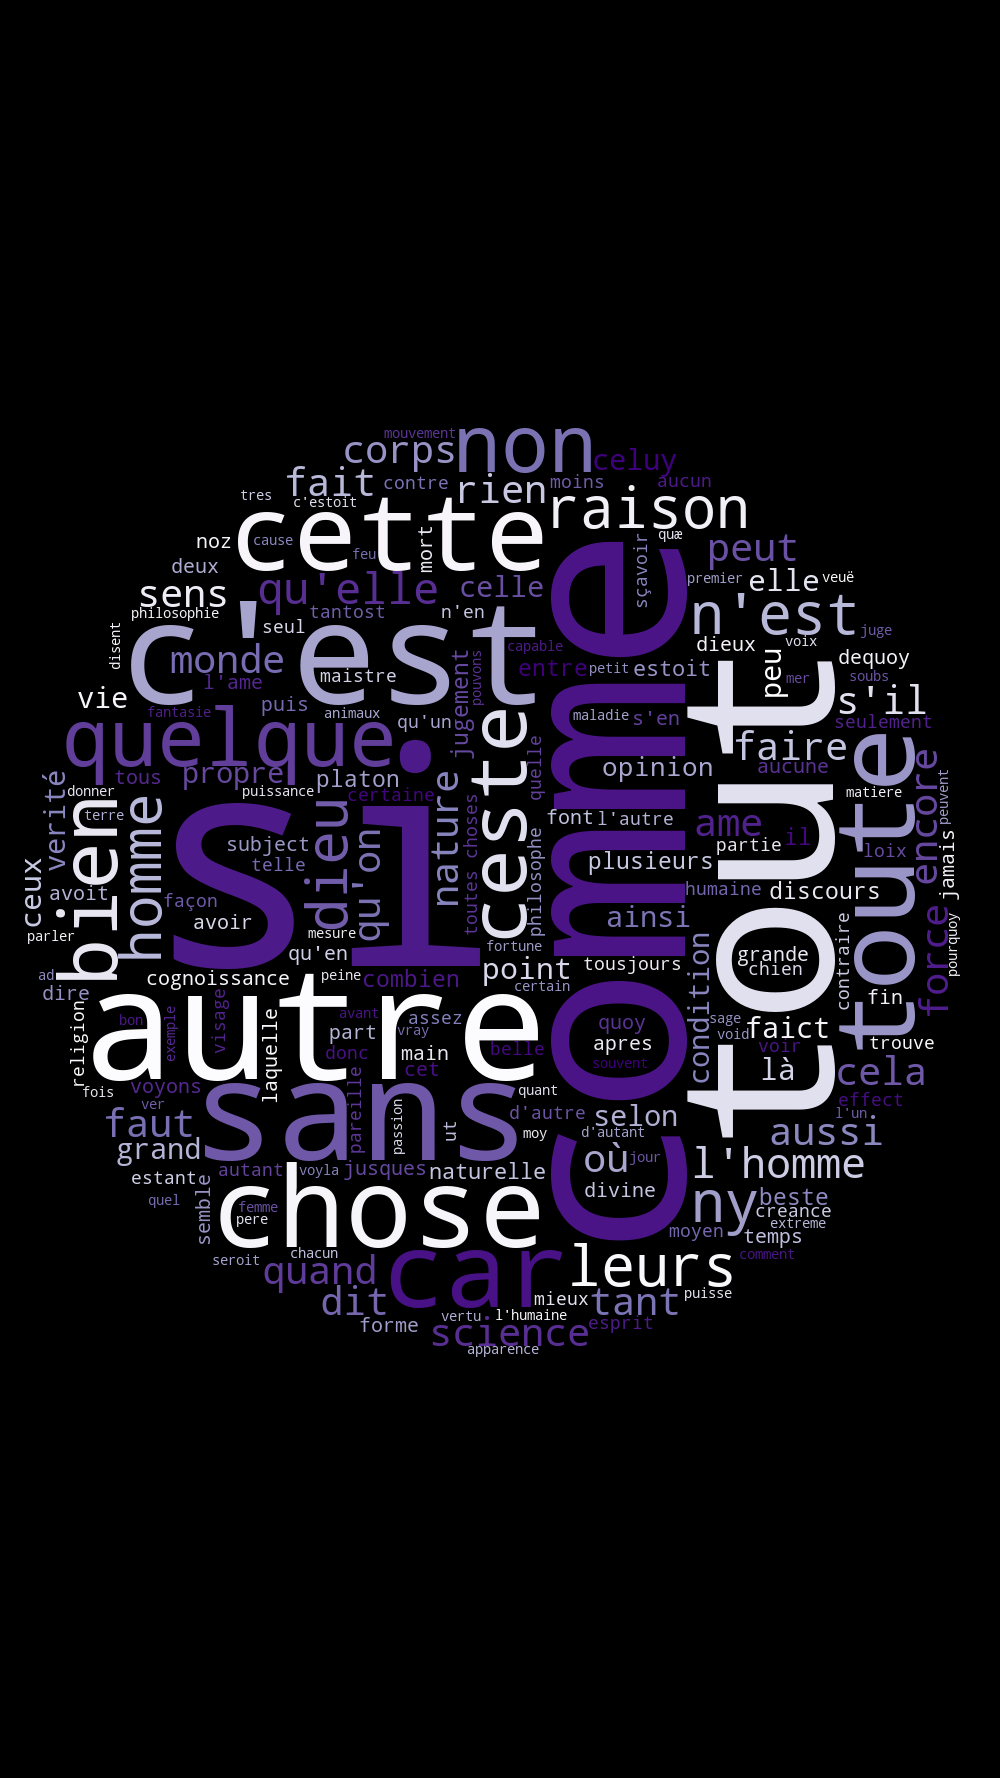 mouvement
non
corps
celuy
fait
contre
rien
moins
aucun
tres
c'estoit
cette
raison
noz
cause
feu
mort
sçavoir
quæ
peut
deux
sens
qu'elle
celle
premier
elle
veuë
philosophie
tantost
n'en
n'est
juge
disent
c'est
seul
capable
dieux
voix
dequoy
monde
l'ame
maistre
jugement
pouvons
entre
petit
estoit
peu
mer
soubs
vie
fantasie
puis
animaux
qu'un
maladie
s'en
s'il
seulement
quelque
comme
tout
faire
tous
propre
platon
ceste
quelle
opinion
aucune
toute
encore
peuvent
verité
donner
terre
puissance
certaine
nature
choses
toutes
font
l'autre
ame
il
matiere
bien
homme
si
subject
telle
dieu
qu'on
philosophe
plusieurs
partie
loix
jamais
ceux
avoit
façon
avoir
humaine
discours
parler
mesure
qu'en
fortune
ainsi
tousjours
condition
grande
chien
contraire
force
pourquoy
ad
dire
cognoissance
peine
combien
point
certain
fin
autre
religion
bon
exemple
visage
laquelle
avant
part
vray
assez
quoy
apres
sage
void
faict
trouve
donc
main
belle
souvent
voir
fois
voyons
cet
quant
là
cela
ver
sans
pareille
passion
ut
d'autre
selon
effect
l'un
faut
moy
d'autant
aussi
grand
estant
autant
voyla
jusques
naturelle
où
jour
l'homme
quel
semble
chose
divine
ny
beste
creance
femme
pere
moyen
extreme
temps
seroit
chacun
quand
car
leurs
comment
dit
mieux
tant
puisse
forme
vertu
l'humaine
science
esprit
apparence